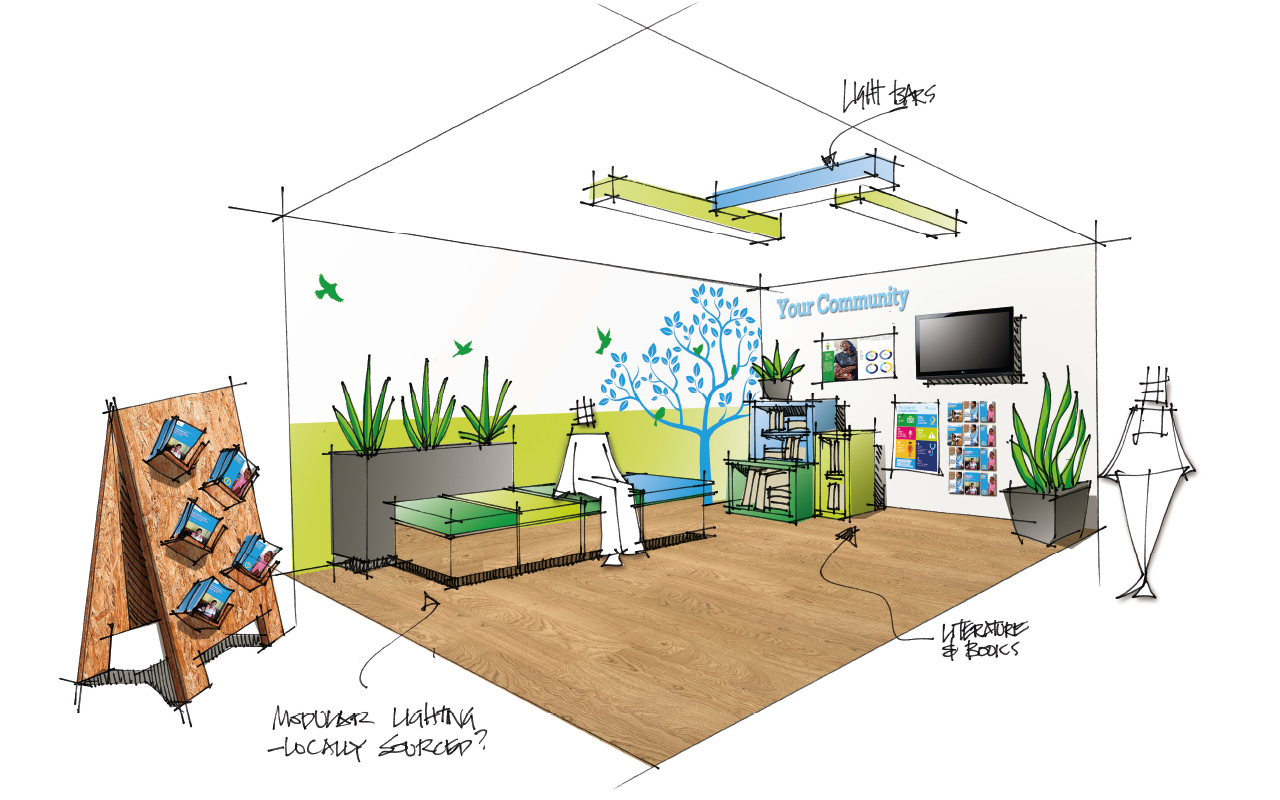 LIGHT BARS
Your Community
LITERATURE
& BOOKS
MODULAR LIGHTING
-LOCALLY SOURCED?